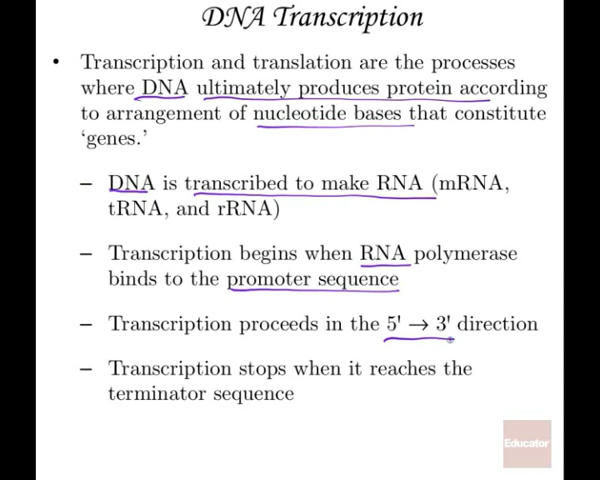 DNA Transcription
• Transcription and translation are the processes
where DNA ultimately produces protein according
to arrangement of nucleotide bases that constitute
‘genes.’
– DNA is transcribed to make RNA (mRNA,
tRNA, and rRNA)
– Transcription begins when RNA polymerase
binds to the promoter sequence
– Transcription proceeds in the 5' → 3' direction
– Transcription stops when it reaches the
terminator sequence
Educator